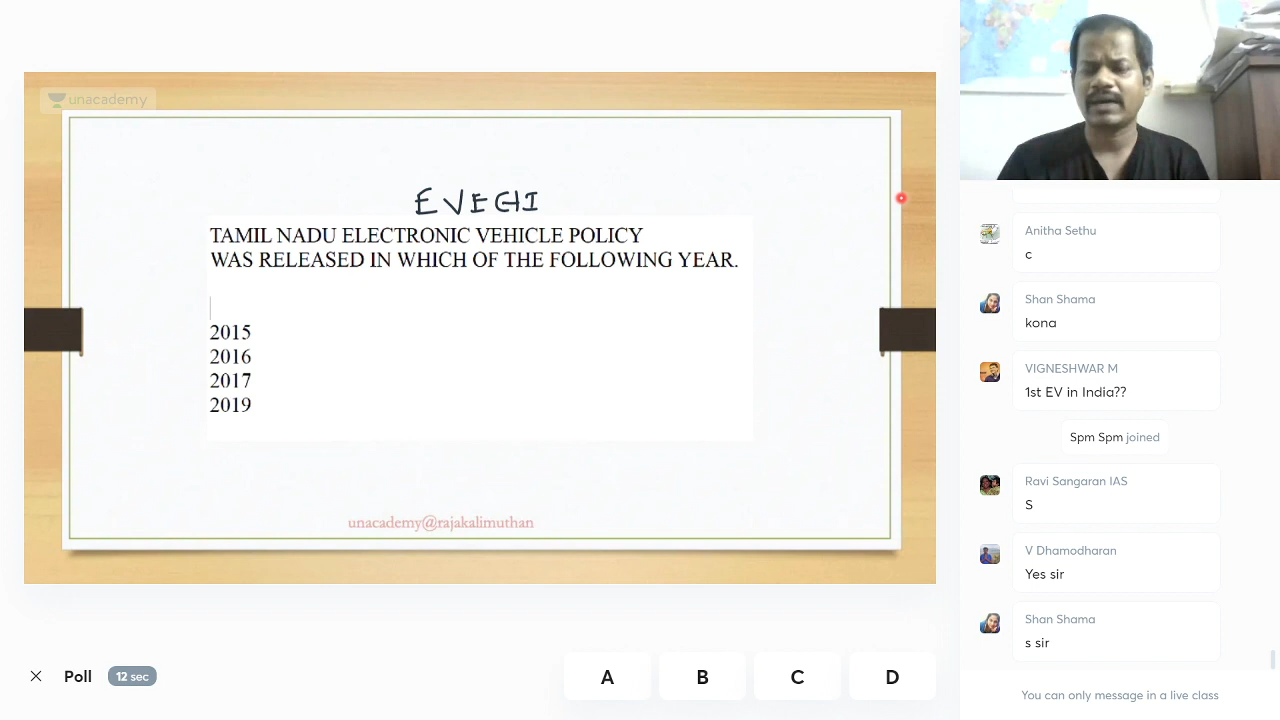 unacademy
EVEGI
TAMIL NADU ELECTRONIC VEHICLE POLICY
WAS RELEASED IN WHICH OF THE FOLLOWING YEAR.
2015
2016
2017
2019
unacademy@rajakalimuthan
Poll
12 sec
A
B
C
D
Anitha Sethu
c
Shan Shama
kona
VIGNESHWAR M
1st EV in India??
Spm Spm joined
Ravi Sangaran IAS
S
V Dhamodharan
Yes sir
Shan Shama
s sir
You can only message in a live class